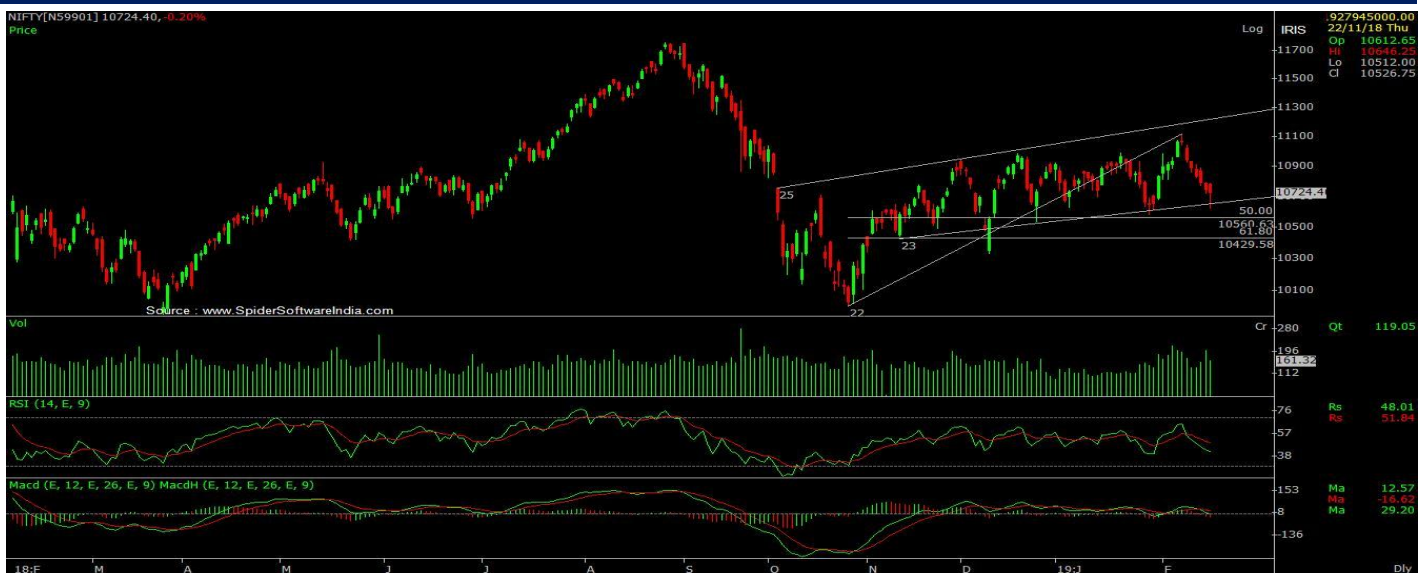 NIFTY[N59901] 10724.40,-0.20%
Price
Log
IRIS
.927945000.00
22/11/18 Thu
Op 10612.65
Hi 10646.25
Lo 10512.00
Cl 10526.75
11700
11500
11300
11100
10900
10724.4
10500
10300
10100
25
23
22
50.00
10560.63
61.80
10429.58
Source : www.SpiderSoftwareIndia.com
Vol
Cr
280
196
161.32
112
Qt 119.05
RSI (14, E, 9)
76
57
38
Rs 48.01
Rs 51.84
Macd (E, 12, E, 26, E, 9) MacdH (E, 12, E, 26, E, 9)
153
8
-136
Ma 12.57
Ma -16.62
Ma 29.20
18:F M A M J J A S O N D 19:J F
Dly